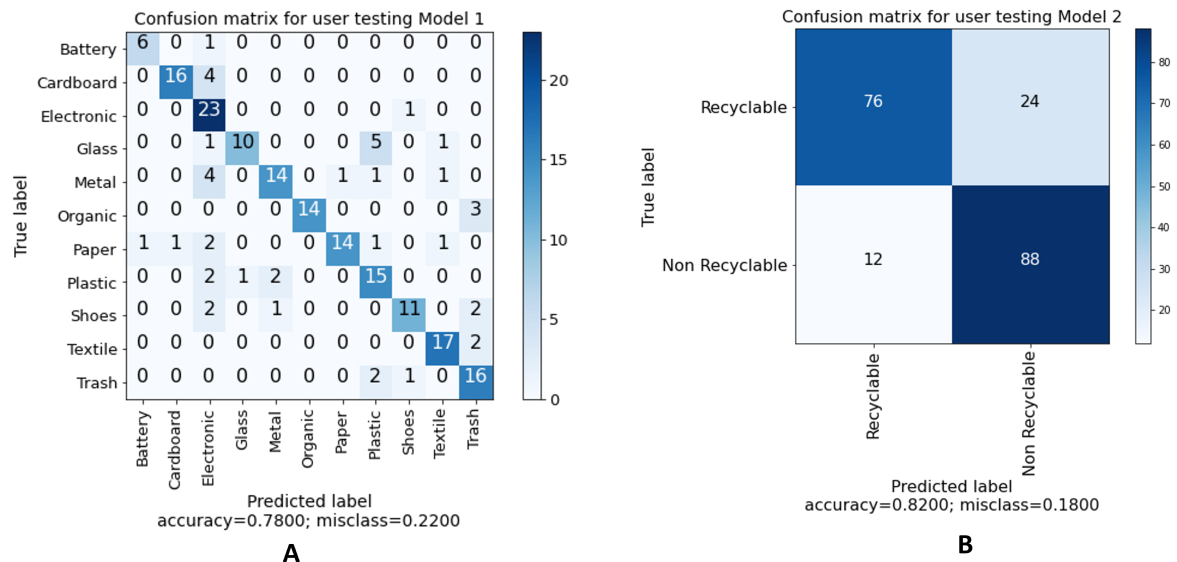 Confusion matrix for user testing Model 1
True label
Battery 6 0 1 0 0 0 0 0 0 0 0
Cardboard 0 16 4 0 0 0 0 0 0 0 0
Electronic 0 0 23 0 0 0 0 0 1 0 0
Glass 0 0 1 10 0 0 0 5 0 1 0
Metal 0 0 4 0 14 0 1 1 0 1 0
Organic 0 0 0 0 0 14 0 0 0 0 3
Paper 1 1 2 0 0 0 14 1 0 1 0
Plastic 0 0 2 1 2 0 0 15 0 0 0
Shoes 0 0 2 0 1 0 0 0 11 0 2
Textile 0 0 0 0 0 0 0 0 0 17 2
Trash 0 0 0 0 0 0 0 2 1 0 16
Battery Cardboard Electronic Glass Metal Organic Paper Plastic Shoes Textile Trash
20
15
10
5
0
Predicted label
accuracy=0.7800; misclass=0.2200
A
Confusion matrix for user testing Model 2
True label
Recyclable 76 24
Non Recyclable 12 88
Recyclable Non Recyclable
80
70
60
50
40
30
20
Predicted label
accuracy=0.8200; misclass=0.1800
B